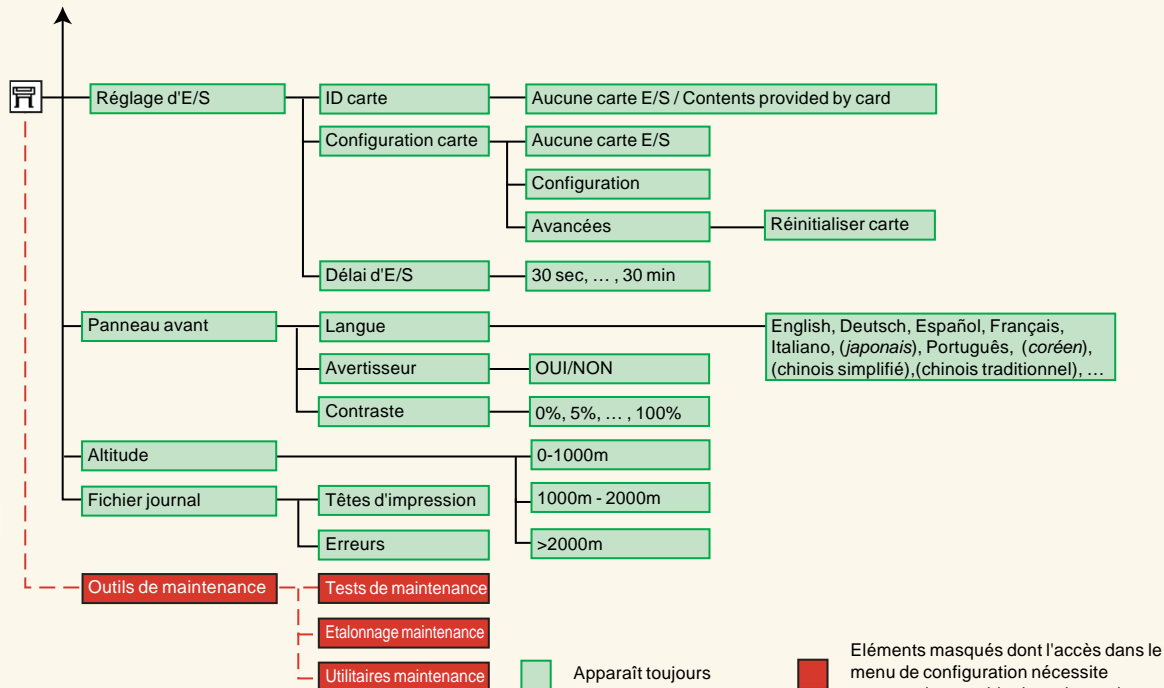 Réglage d'E/S
ID carte
Aucune carte E/S / Contents provided by card
Configuration carte
Aucune carte E/S
Configuration
Avancées
Réinitialiser carte
Délai d'E/S
30 sec, ... , 30 min
Panneau avant
Langue
English, Deutsch, Español, Français,
Italiano, (japonais), Português, (coréen),
(chinois simplifié),(chinois traditionnel), ...
Avertisseur
OUI/NON
Contraste
0%, 5%, ... , 100%
Altitude
0-1000m
1000m - 2000m
>2000m
Fichier journal
Têtes d'impression
Erreurs
Outils de maintenance
Tests de maintenance
Etalonnage maintenance
Utilitaires maintenance
Apparaît toujours
Eléments masqués dont l'accès dans le
menu de configuration nécessite